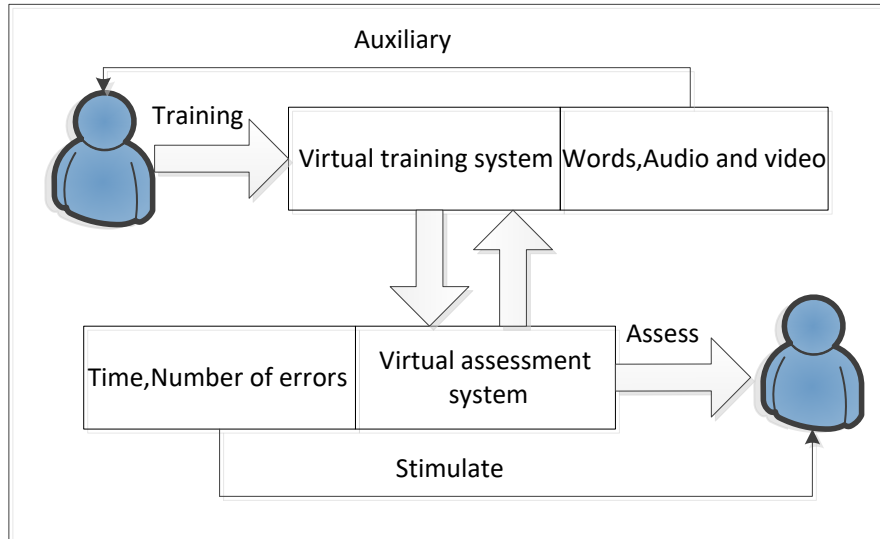 Auxiliary
Training
Virtual training system
Words,Audio and video
Time,Number of errors
Virtual assessment
system
Assess
Stimulate